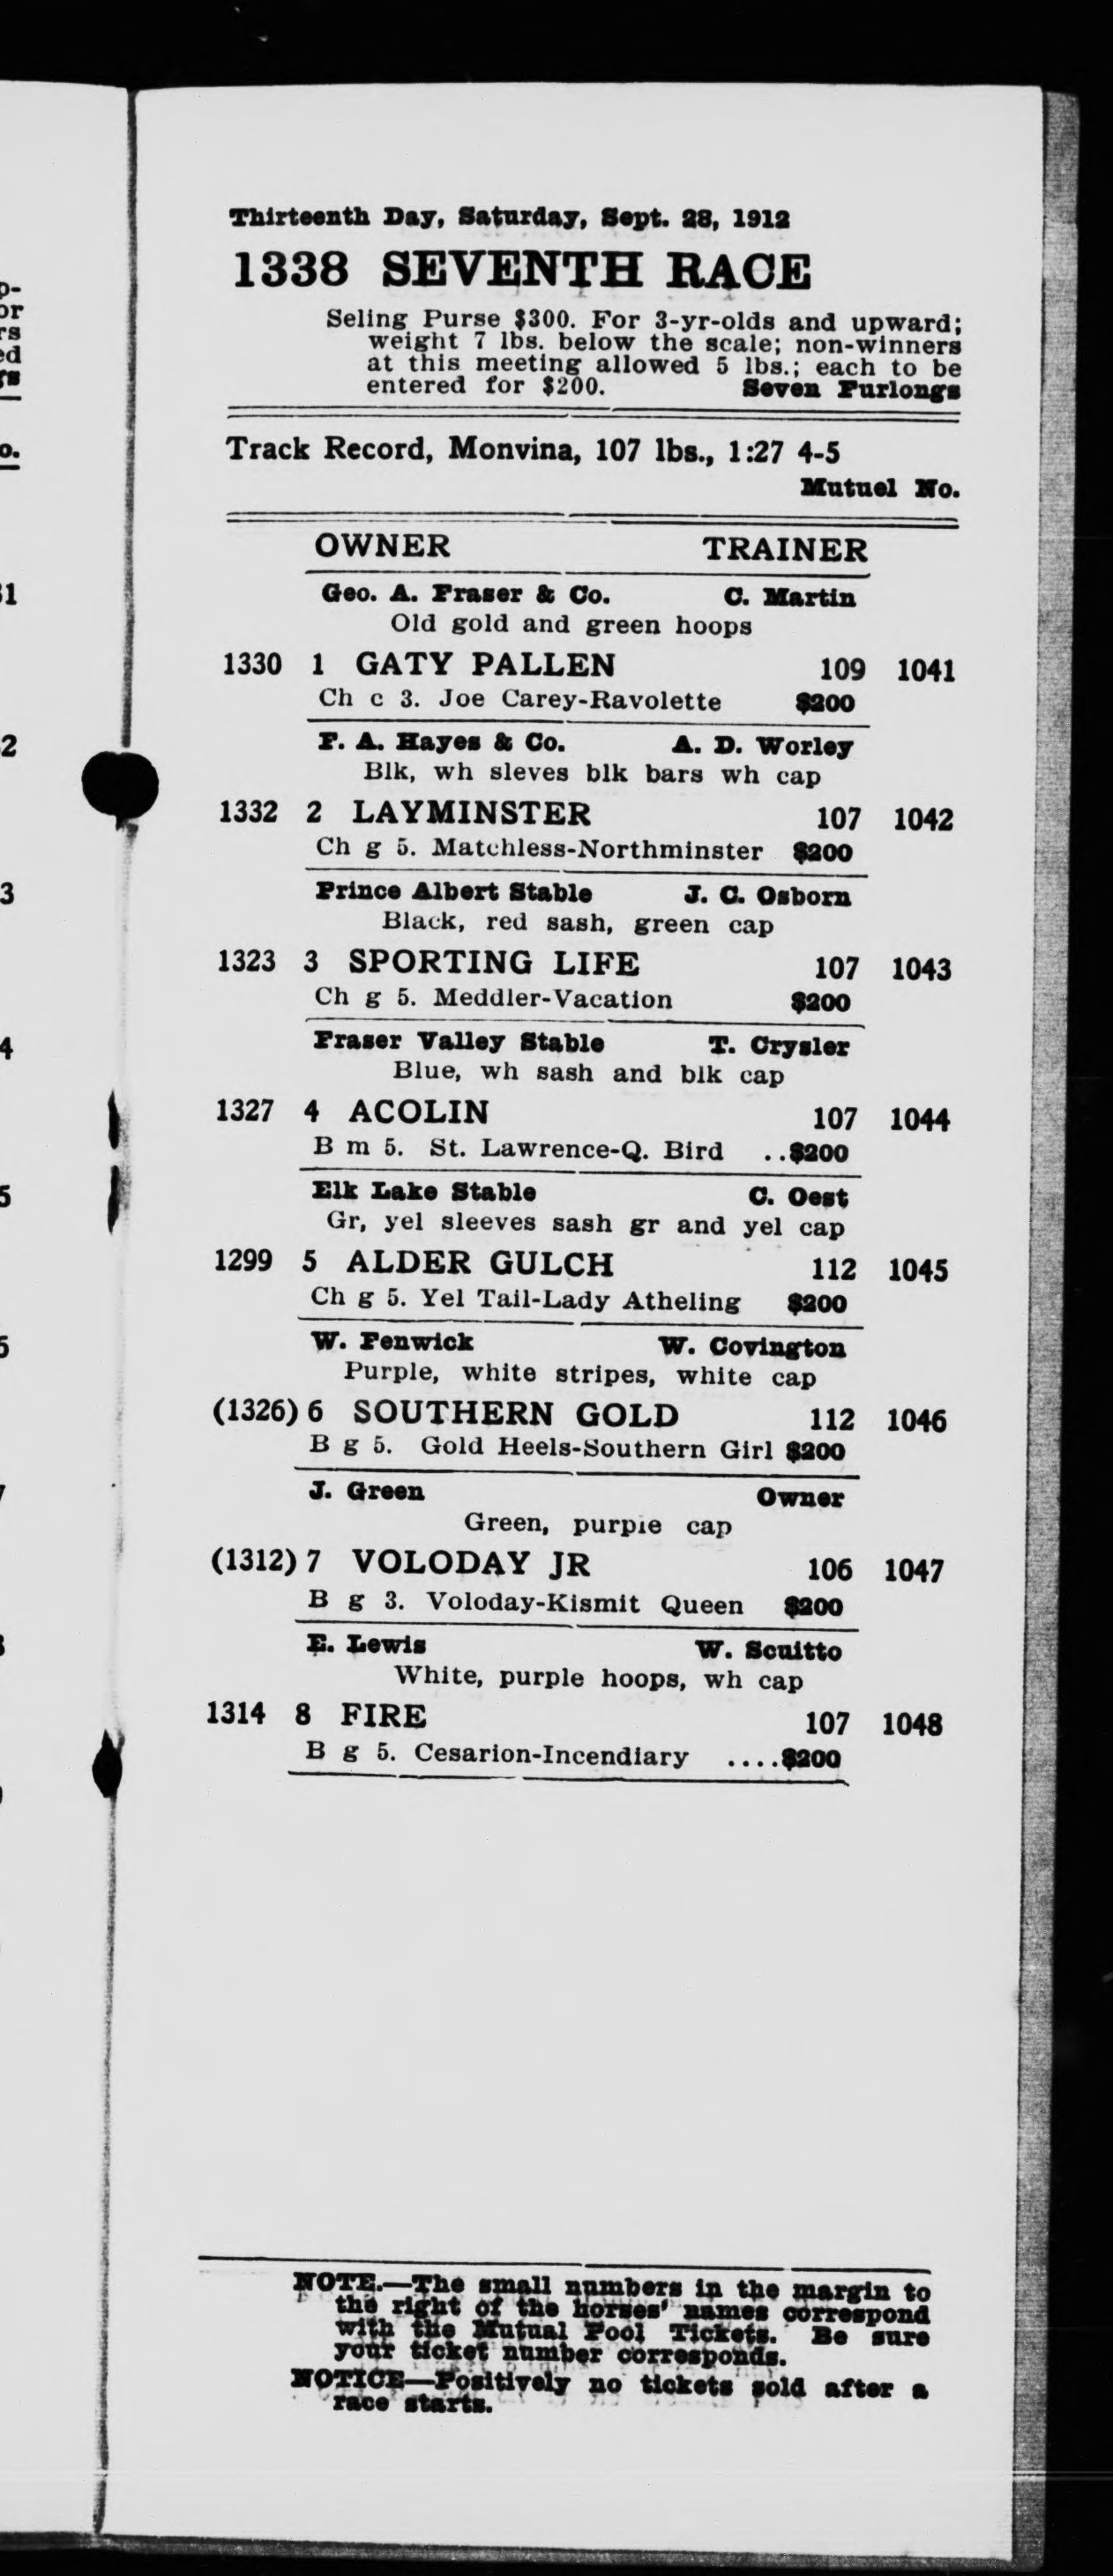 Thirteenth Day, Saturday, Sept. 28, 1912
1338 SEVENTH RACE
Seling Purse $300. For 3-yr-olds and upward;
weight 7 lbs. below the scale; non-winners
at this meeting allowed 5 lbs.; each to be
entered for $200. Seven Furlongs
Track Record, Monvina, 107 lbs., 1:27 4-5
Mutuel No.
OWNER TRAINER
Geo. A. Fraser & Co. C. Martin
Old gold and green hoops
1330 1 GATY PALLEN 109 1041
Ch c 3. Joe Carey-Ravolette $200
F. A. Hayes & Co. A. D. Worley
Blk, wh sleves blk bars wh cap
1332 2 LAYMINSTER 107 1042
Ch g 5. Matchless-Northminster $200
Prince Albert Stable J. C. Osborn
Black, red sash, green cap
1323 3 SPORTING LIFE 107 1043
Ch g 5. Meddler-Vacation $200
Fraser Valley Stable T. Crysler
Blue, wh sash and blk cap
1327 4 ACOLIN 107 1044
B m 5. St. Lawrence-Q. Bird ..$200
Elk Lake Stable C. Oest
Gr, yel sleeves sash gr and yel cap
1299 5 ALDER GULCH 112 1045
Ch g 5. Yel Tail-Lady Atheling $200
W. Fenwick W. Covington
Purple, white stripes, white cap
(1326) 6 SOUTHERN GOLD 112 1046
B g 5. Gold Heels-Southern Girl $200
J. Green Owner
Green, purple cap
(1312) 7 VOLODAY JR 106 1047
B g 3. Voloday-Kismit Queen $200
E. Lewis W. Scuitto
White, purple hoops, wh cap
1314 8 FIRE 107 1048
B g 5. Cesarion-Incendiary ....$200
NOTE.—The small numbers in the margin to
the right of the horses' names correspond
with the Mutual Pool Tickets. Be sure
your ticket number corresponds.
NOTICE—Positively no tickets sold after a
race starts.